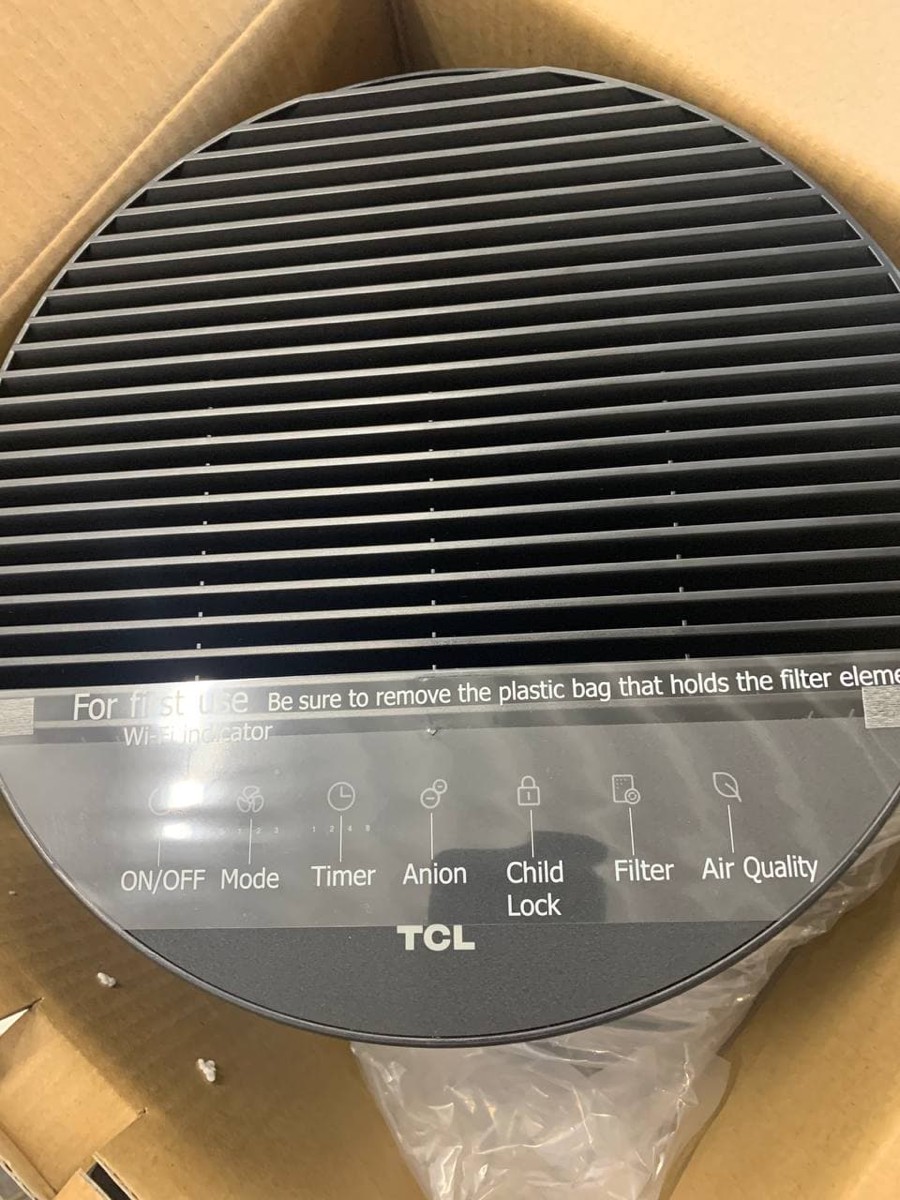 For first use Be sure to remove the plastic bag that holds the filter eleme
Wi-Fi indicator
1 2 3 1 2 4 8
ON/OFF Mode Timer Anion Child Lock Filter Air Quality
TCL